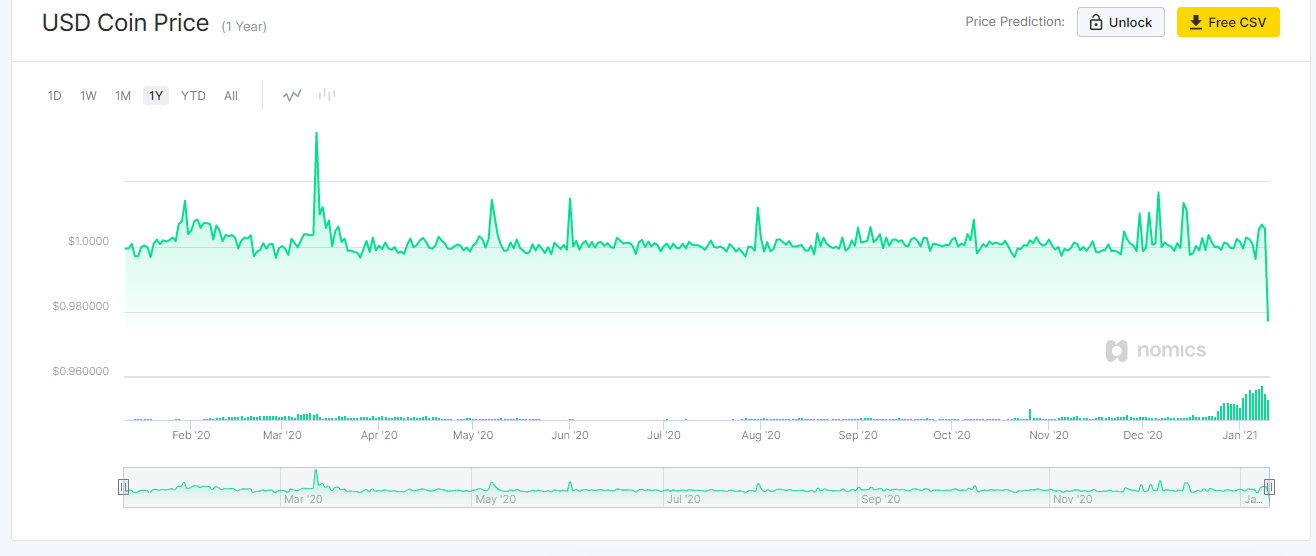 USD Coin Price (1 Year)
Price Prediction: Unlock Free CSV
1D 1W 1M 1Y YTD All
$1.0000
$0.980000
$0.960000
nomics
Feb '20 Mar '20 Apr '20 May '20 Jun '20 Jul '20 Aug '20 Sep '20 Oct '20 Nov '20 Dec '20 Jan '21
Mar '20 May '20 Jul '20 Sep '20 Nov '20 Ja...